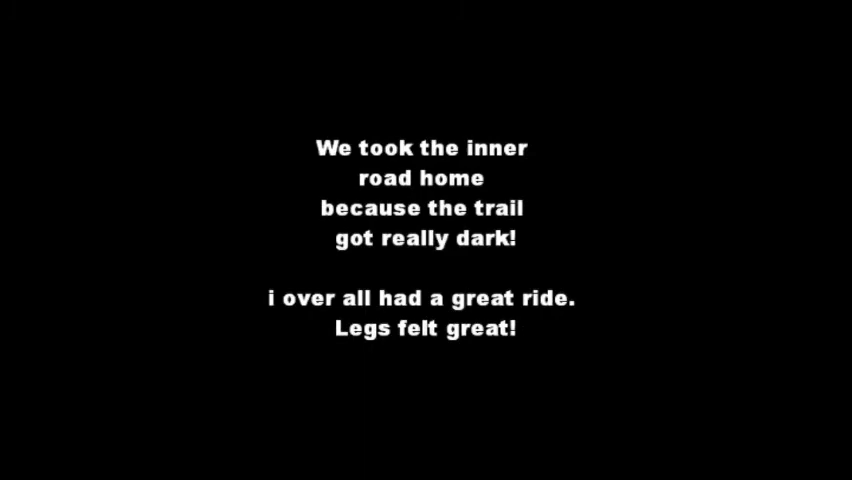 We took the inner
road home
because the trail
got really dark!
i over all had a great ride.
Legs felt great!